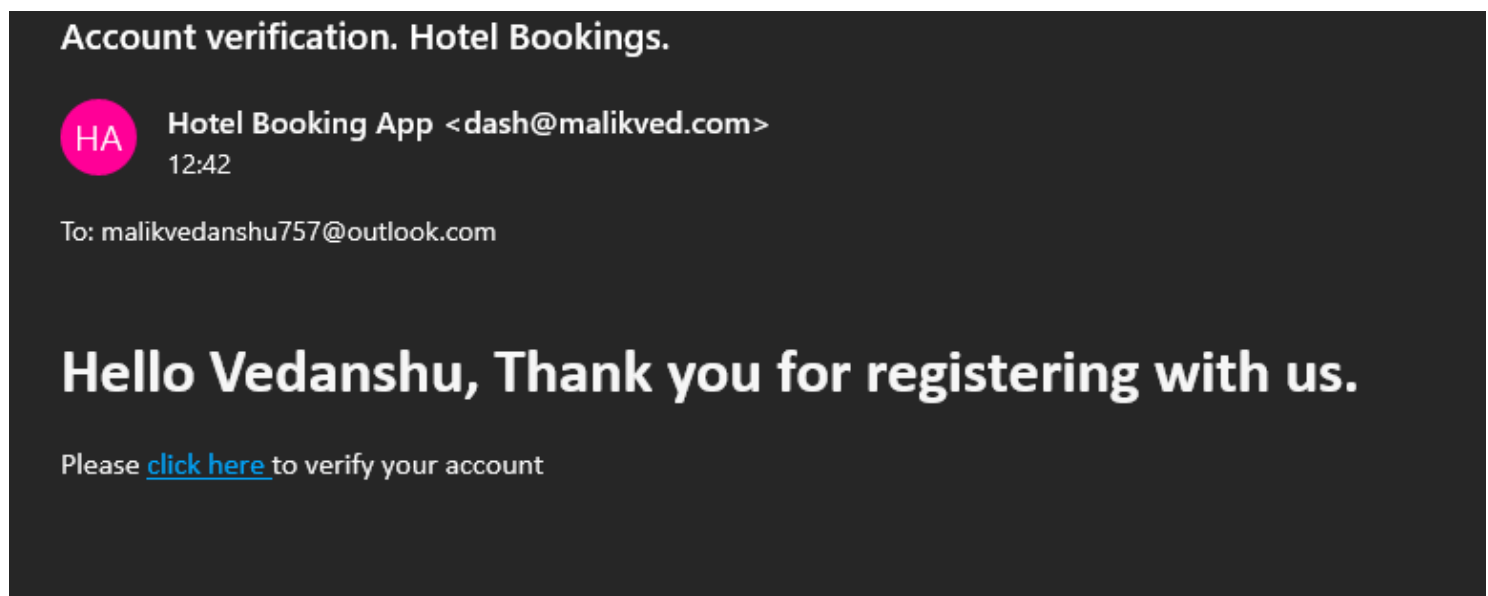 Account verification. Hotel Bookings.
HA
Hotel Booking App <dash@malikved.com>
12:42
To: malikvedanshu757@outlook.com
Hello Vedanshu, Thank you for registering with us.
Please click here to verify your account